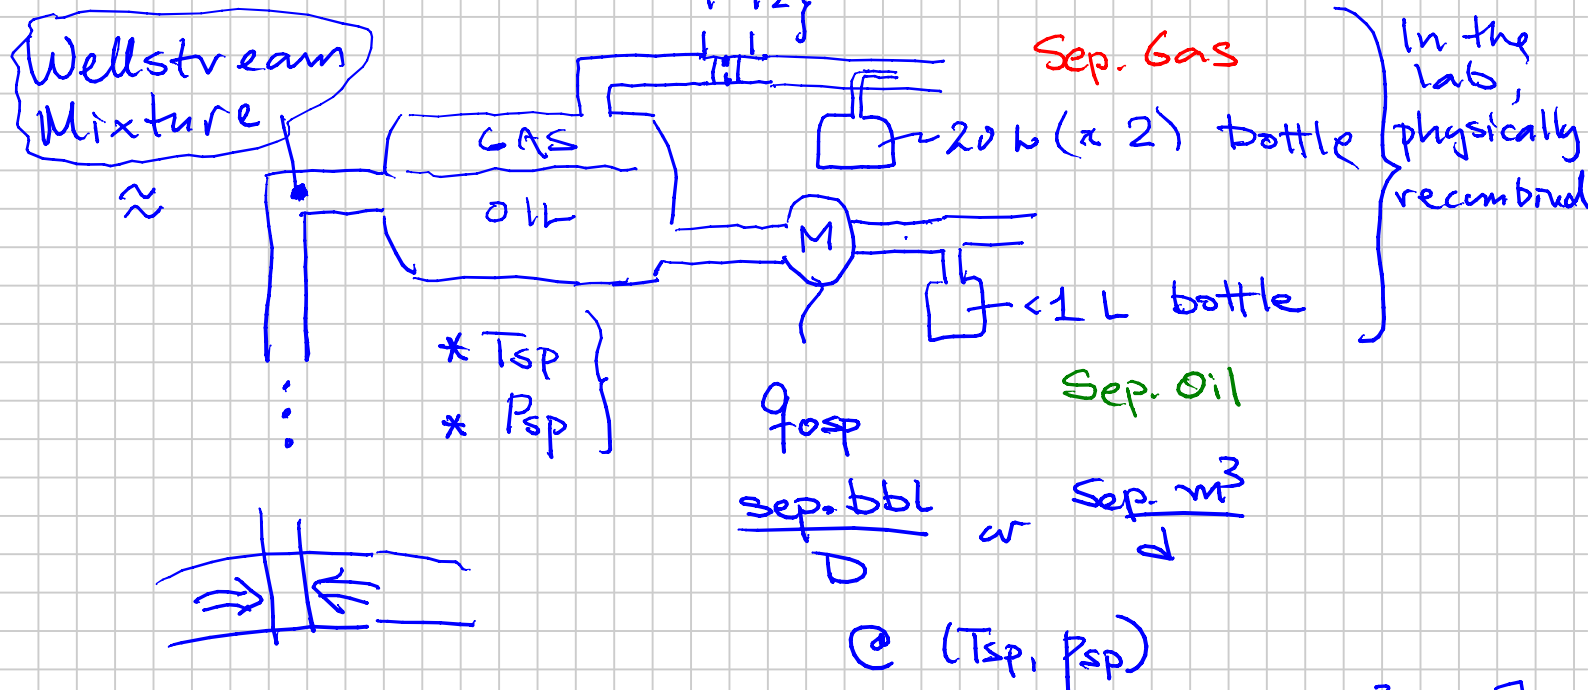 Wellstream
Mixture
≈
GAS
OIL
M
Sep. Gas
~20 L (x 2) bottle
<1 L bottle
Sep. Oil
In the
lab,
physically
recombind
* Tsp
* Psp
qosp
sep. bbl
D
or
Sep. m³
d
@ (Tsp, psp)